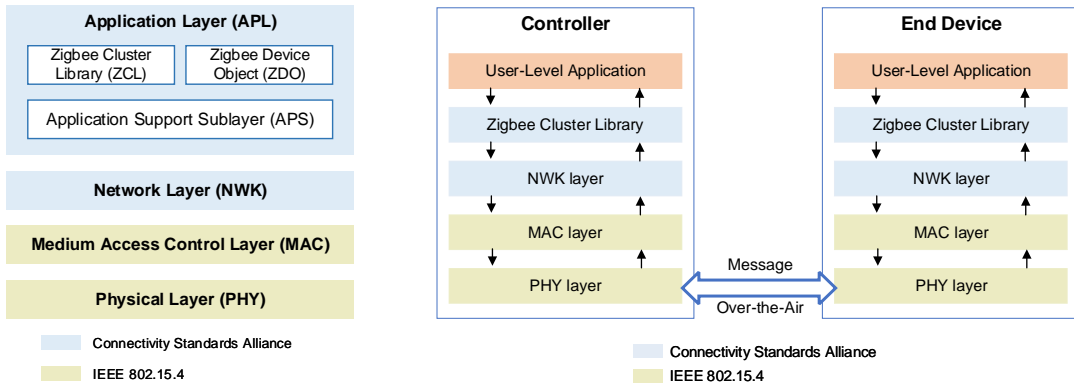 Application Layer (APL)
Zigbee Cluster
Library (ZCL)
Zigbee Device
Object (ZDO)
Application Support Sublayer (APS)
Network Layer (NWK)
Medium Access Control Layer (MAC)
Physical Layer (PHY)
Connectivity Standards Alliance
IEEE 802.15.4
Controller
User-Level Application
Zigbee Cluster Library
NWK layer
MAC layer
PHY layer
Message
Over-the-Air
End Device
User-Level Application
Zigbee Cluster Library
NWK layer
MAC layer
PHY layer
Connectivity Standards Alliance
IEEE 802.15.4